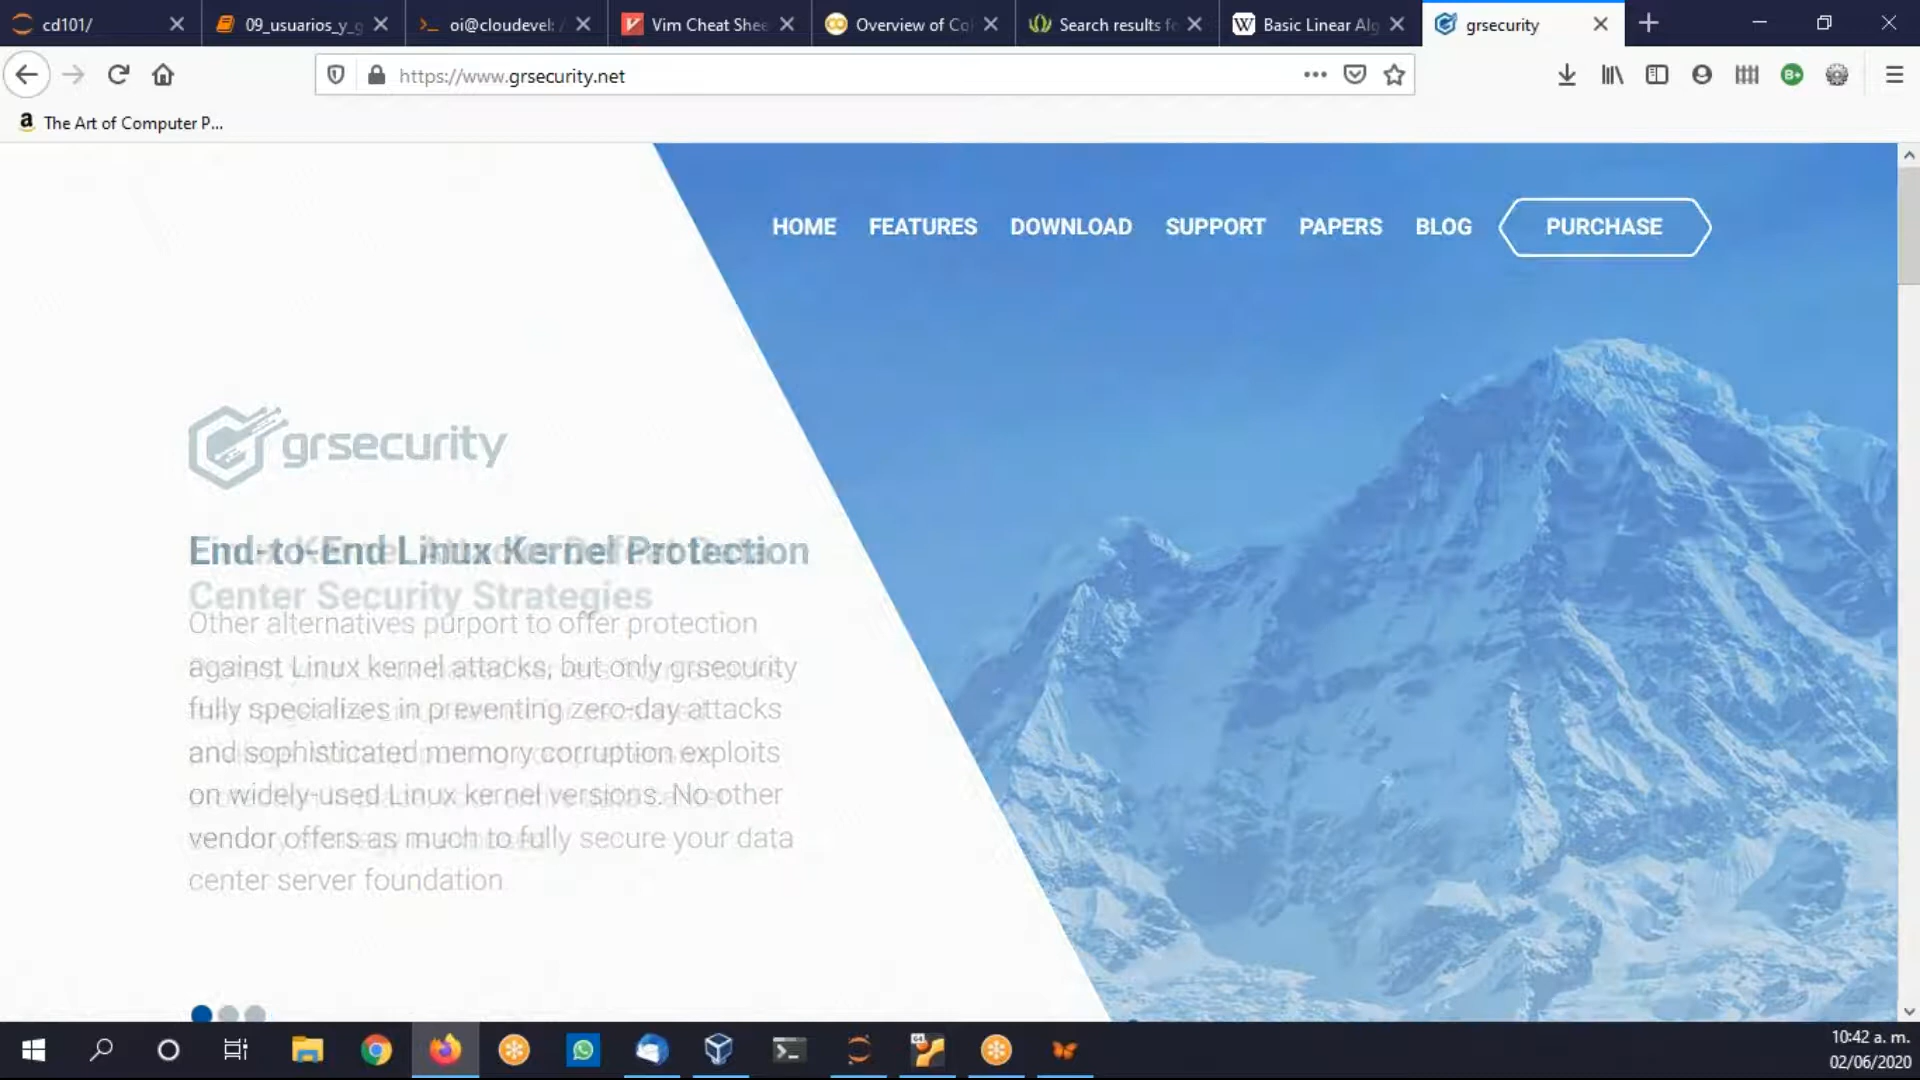 cd101/
09_usuarios_y_g
oi@cloudevel: /
Vim Cheat Shee
Overview of Co
Search results fo
Basic Linear Alg
grsecurity
https://www.grsecurity.net
The Art of Computer P...
HOME FEATURES DOWNLOAD SUPPORT PAPERS BLOG PURCHASE
grsecurity
End-to-End Linux Kernel Protection
Center Security Strategies
Other alternatives purport to offer protection
against Linux kernel attacks, but only grsecurity
fully specializes in preventing zero-day attacks
and sophisticated memory corruption exploits
on widely-used Linux kernel versions. No other
vendor offers as much to fully secure your data
center server foundation.
10:42 a. m.
02/06/2020